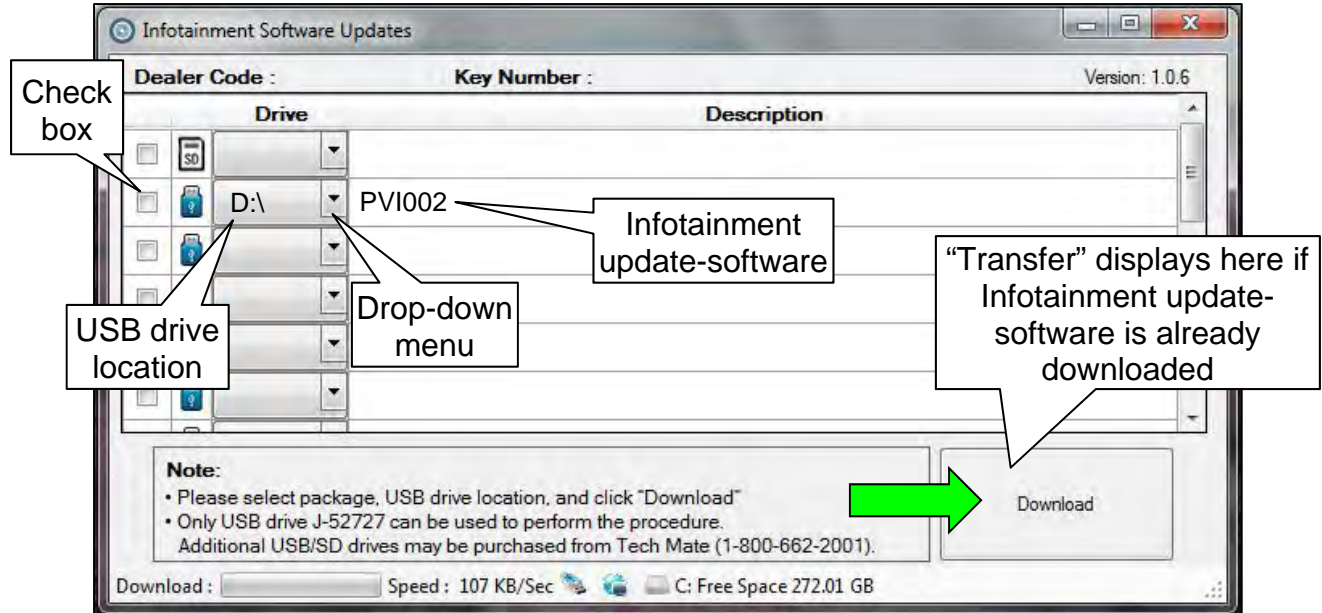 Infotainment Software Updates
Dealer Code :
Key Number :
Version: 1.0.6
Check
box
Drive
Description
SD
D:\
PVI002
Infotainment
update-software
“Transfer” displays here if
Infotainment update-
software is already
downloaded
Drop-down
menu
USB drive
location
Note:
• Please select package, USB drive location, and click "Download"
• Only USB drive J-52727 can be used to perform the procedure.
Additional USB/SD drives may be purchased from Tech Mate (1-800-662-2001).
Download
Download :
Speed : 107 KB/Sec
C: Free Space 272.01 GB